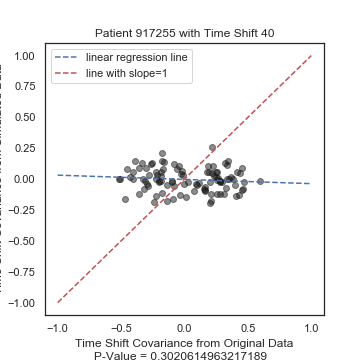 Patient 917255 with Time Shift 40
linear regression line
line with slope=1
1.00
0.75
0.50
0.25
0.00
−0.25
−0.50
−0.75
−1.00
−1.0
−0.5
0.0
0.5
1.0
Time Shift Covariance from Original Data
P-Value = 0.3020614963217189